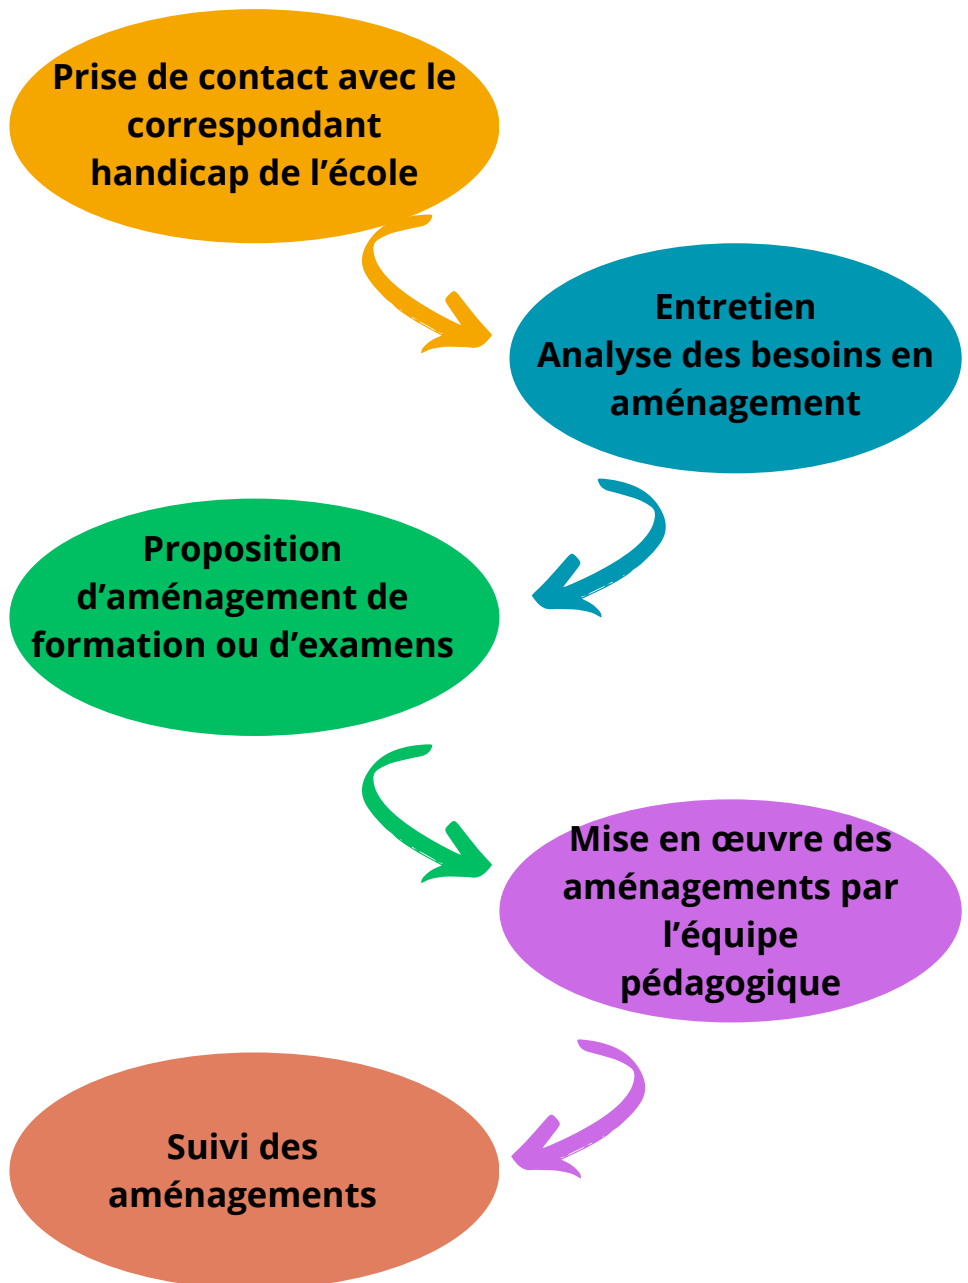 Prise de contact avec le
correspondant
handicap de l’école
Entretien
Analyse des besoins en
aménagement
Proposition
d’aménagement de
formation ou d’examens
Mise en œuvre des
aménagements par
l’équipe
pédagogique
Suivi des
aménagements